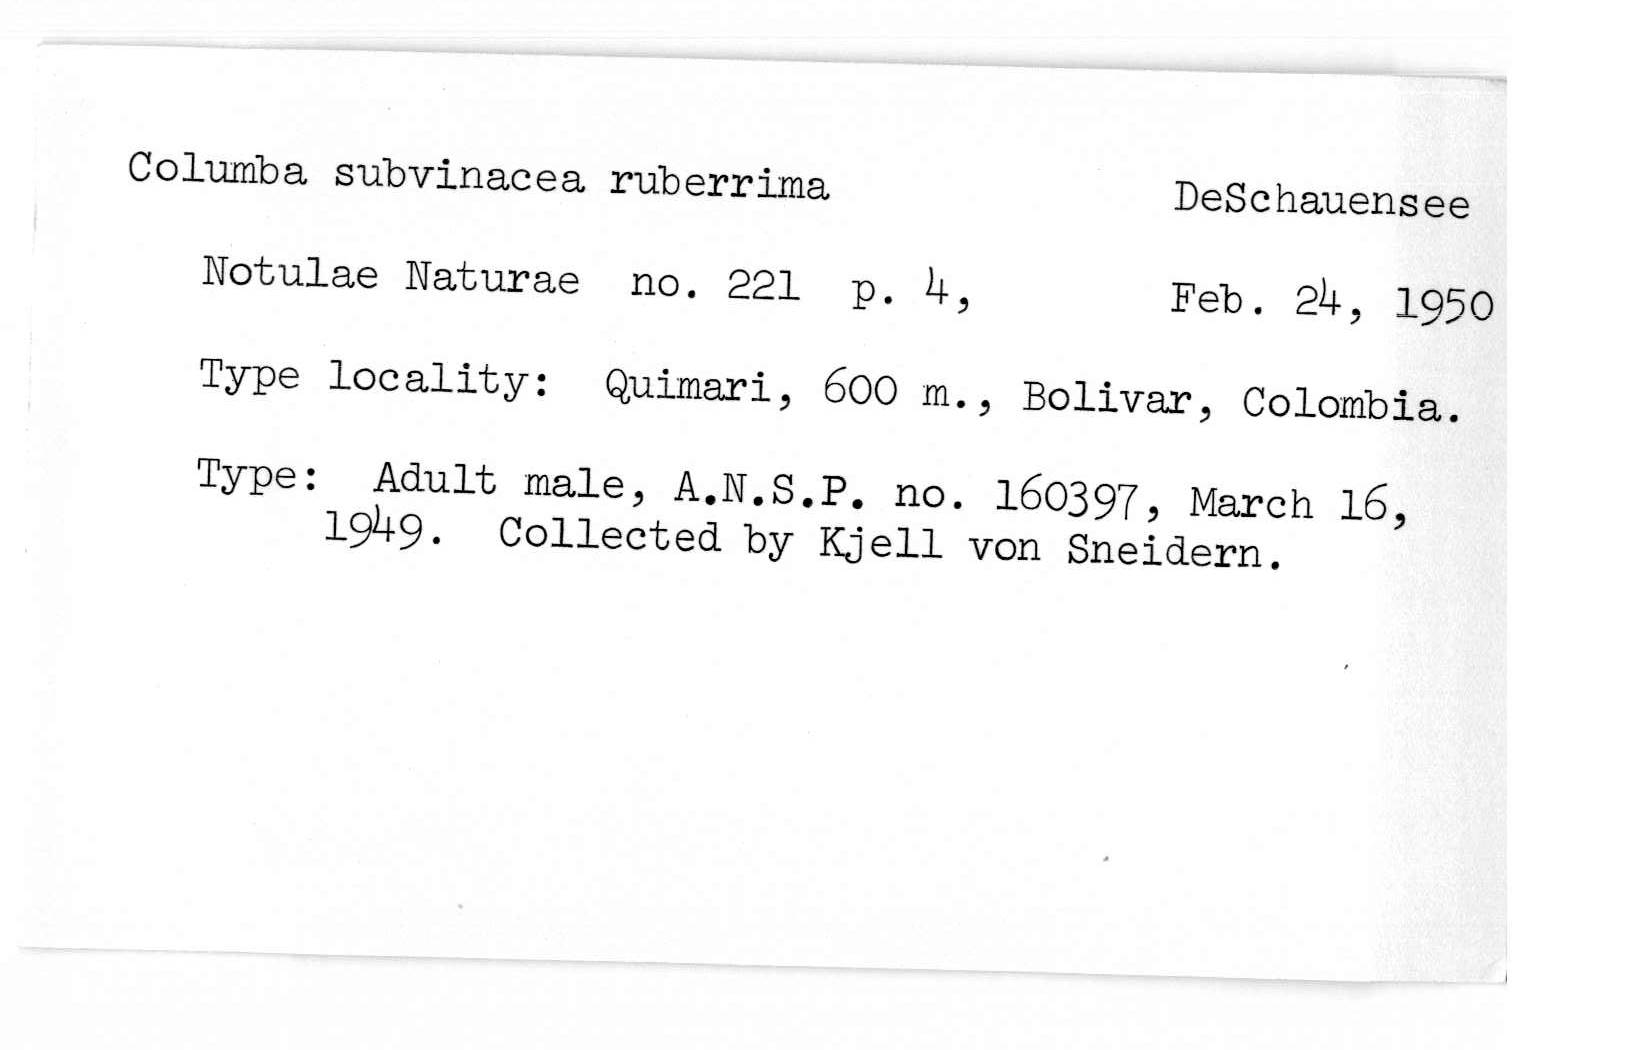 Columba subvinacea ruberrima DeSchauensee
Notulae Naturae no. 221 p. 4, Feb. 24, 1950
Type locality: Quimari, 600 m., Bolivar, Colombia.
Type: Adult male, A.N.S.P. no. 160397, March 16,
1949. Collected by Kjell von Sneidern.